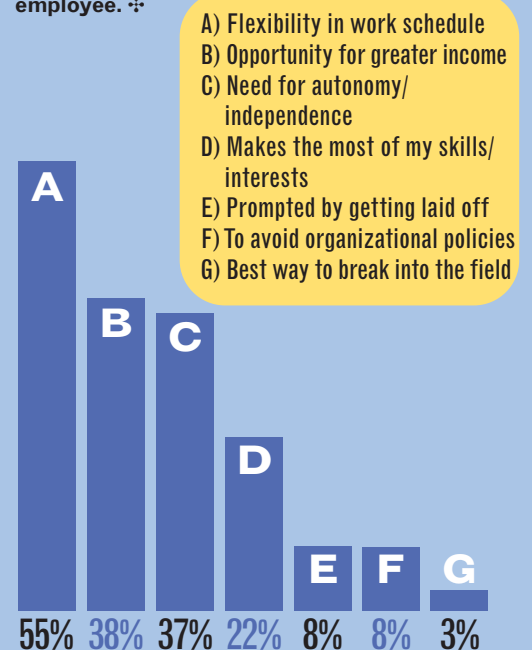 employee. ✣
A) Flexibility in work schedule
B) Opportunity for greater income
C) Need for autonomy/
independence
D) Makes the most of my skills/
interests
E) Prompted by getting laid off
F) To avoid organizational policies
G) Best way to break into the field
A
B
C
D
E
F
G
55% 38% 37% 22% 8% 8% 3%